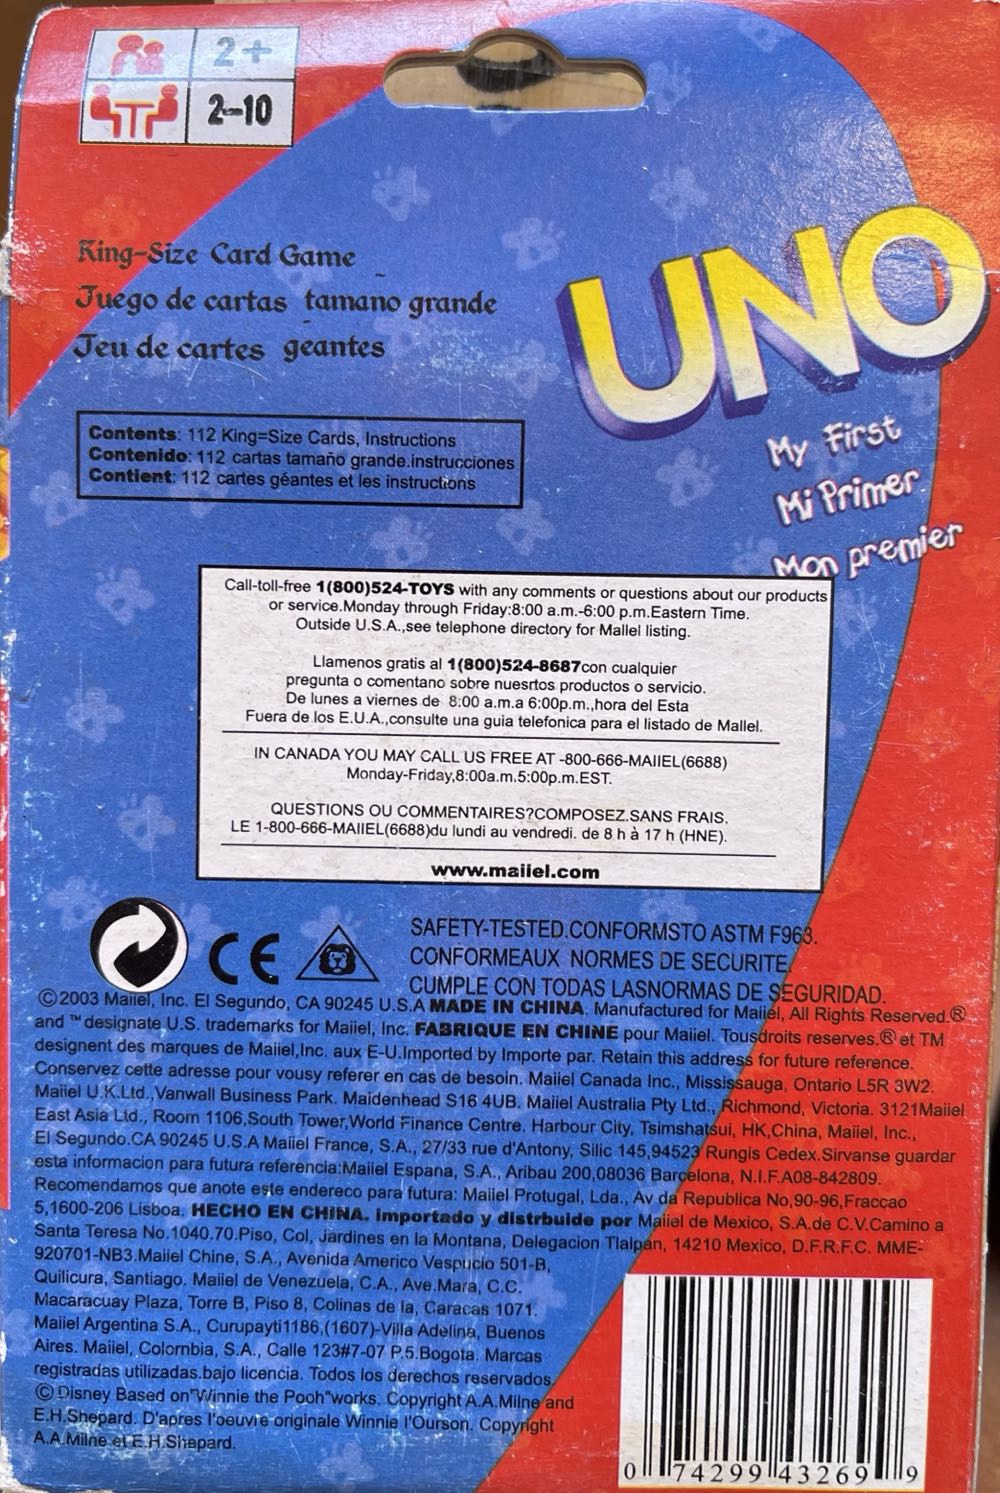 2+
2-10
King-Size Card Game
Juego de cartas tamano grande
Jeu de cartes geantes
UNO
My First
Mi Primer
Mon premier
Contents: 112 King=Size Cards, Instructions
Contenido: 112 cartas tamaño grande.instrucciones
Contient: 112 cartes géantes et les instructions
Call-toll-free 1(800)524-TOYS with any comments or questions about our products
or service.Monday through Friday:8:00 a.m.-6:00 p.m.Eastern Time.
Outside U.S.A.,see telephone directory for Mallel listing.
Llamenos gratis al 1(800)524-8687con cualquier
pregunta o comentano sobre nuesrtos productos o servicio.
De lunes a viernes de 8:00 a.m.a 6:00p.m.,hora del Esta
Fuera de los E.U.A.,consulte una guia telefonica para el listado de Mallel.
IN CANADA YOU MAY CALL US FREE AT -800-666-MAIIEL(6688)
Monday-Friday,8:00a.m.5:00p.m.EST.
QUESTIONS OU COMMENTAIRES?COMPOSEZ.SANS FRAIS.
LE 1-800-666-MAIIEL(6688)du lundi au vendredi. de 8 h à 17 h (HNE).
www.maiiel.com
CE
SAFETY-TESTED.CONFORMSTO ASTM F963.
CONFORMEAUX NORMES DE SECURITE
CUMPLE CON TODAS LASNORMAS DE SEGURIDAD.
©2003 Maiiel, Inc. El Segundo, CA 90245 U.S.A MADE IN CHINA. Manufactured for Maiiel, All Rights Reserved.®
and ™ designate U.S. trademarks for Maiiel, Inc. FABRIQUE EN CHINE pour Maiiel. Tousdroits reserves.® et TM
designent des marques de Maiiel,Inc. aux E-U.Imported by Importe par. Retain this address for future reference.
Conservez cette adresse pour vousy referer en cas de besoin. Maiiel Canada Inc., Mississauga, Ontario L5R 3W2.
Maiiel U.K.Ltd.,Vanwall Business Park. Maidenhead S16 4UB. Maiiel Australia Pty Ltd., Richmond, Victoria. 3121Maiiel
East Asia Ltd., Room 1106,South Tower,World Finance Centre. Harbour City, Tsimshatsui, HK,China, Maiiel, Inc.,
El Segundo.CA 90245 U.S.A Maiiel France, S.A., 27/33 rue d'Antony, Silic 145,94523 Rungis Cedex.Sirvanse guardar
esta informacion para futura referencia:Maiiel Espana, S.A., Aribau 200,08036 Barcelona, N.I.F.A08-842809.
Recomendamos que anote este endereco para futura: Maiiel Protugal, Lda., Av da Republica No,90-96,Fraccao
5,1600-206 Lisboa. HECHO EN CHINA. Importado y distrbuide por Maiiel de Mexico, S.A.de C.V.Camino a
Santa Teresa No.1040.70.Piso, Col, Jardines en la Montana, Delegacion Tlalpan, 14210 Mexico, D.F.R.F.C. MME-
920701-NB3.Maiiel Chine, S.A., Avenida Americo Vespucio 501-B,
Quilicura, Santiago. Maiiel de Venezuela, C.A., Ave.Mara, C.C.
Macaracuay Plaza, Torre B, Piso 8, Colinas de la, Caracas 1071.
Maiiel Argentina S.A., Curupayti1186,(1607)-Villa Adelina, Buenos
Aires. Maiiel, Colombia, S.A., Calle 123#7-07 P.5.Bogota. Marcas
registradas utilizadas.bajo licencia. Todos los derechos reservados.
© Disney Based on"Winnie the Pooh"works. Copyright A.A.Milne and
E.H.Shepard. D'apres l'oeuvre originale Winnie l'Ourson. Copyright
A.A.Milne et E.H.Shepard.
0 74299 43269 9